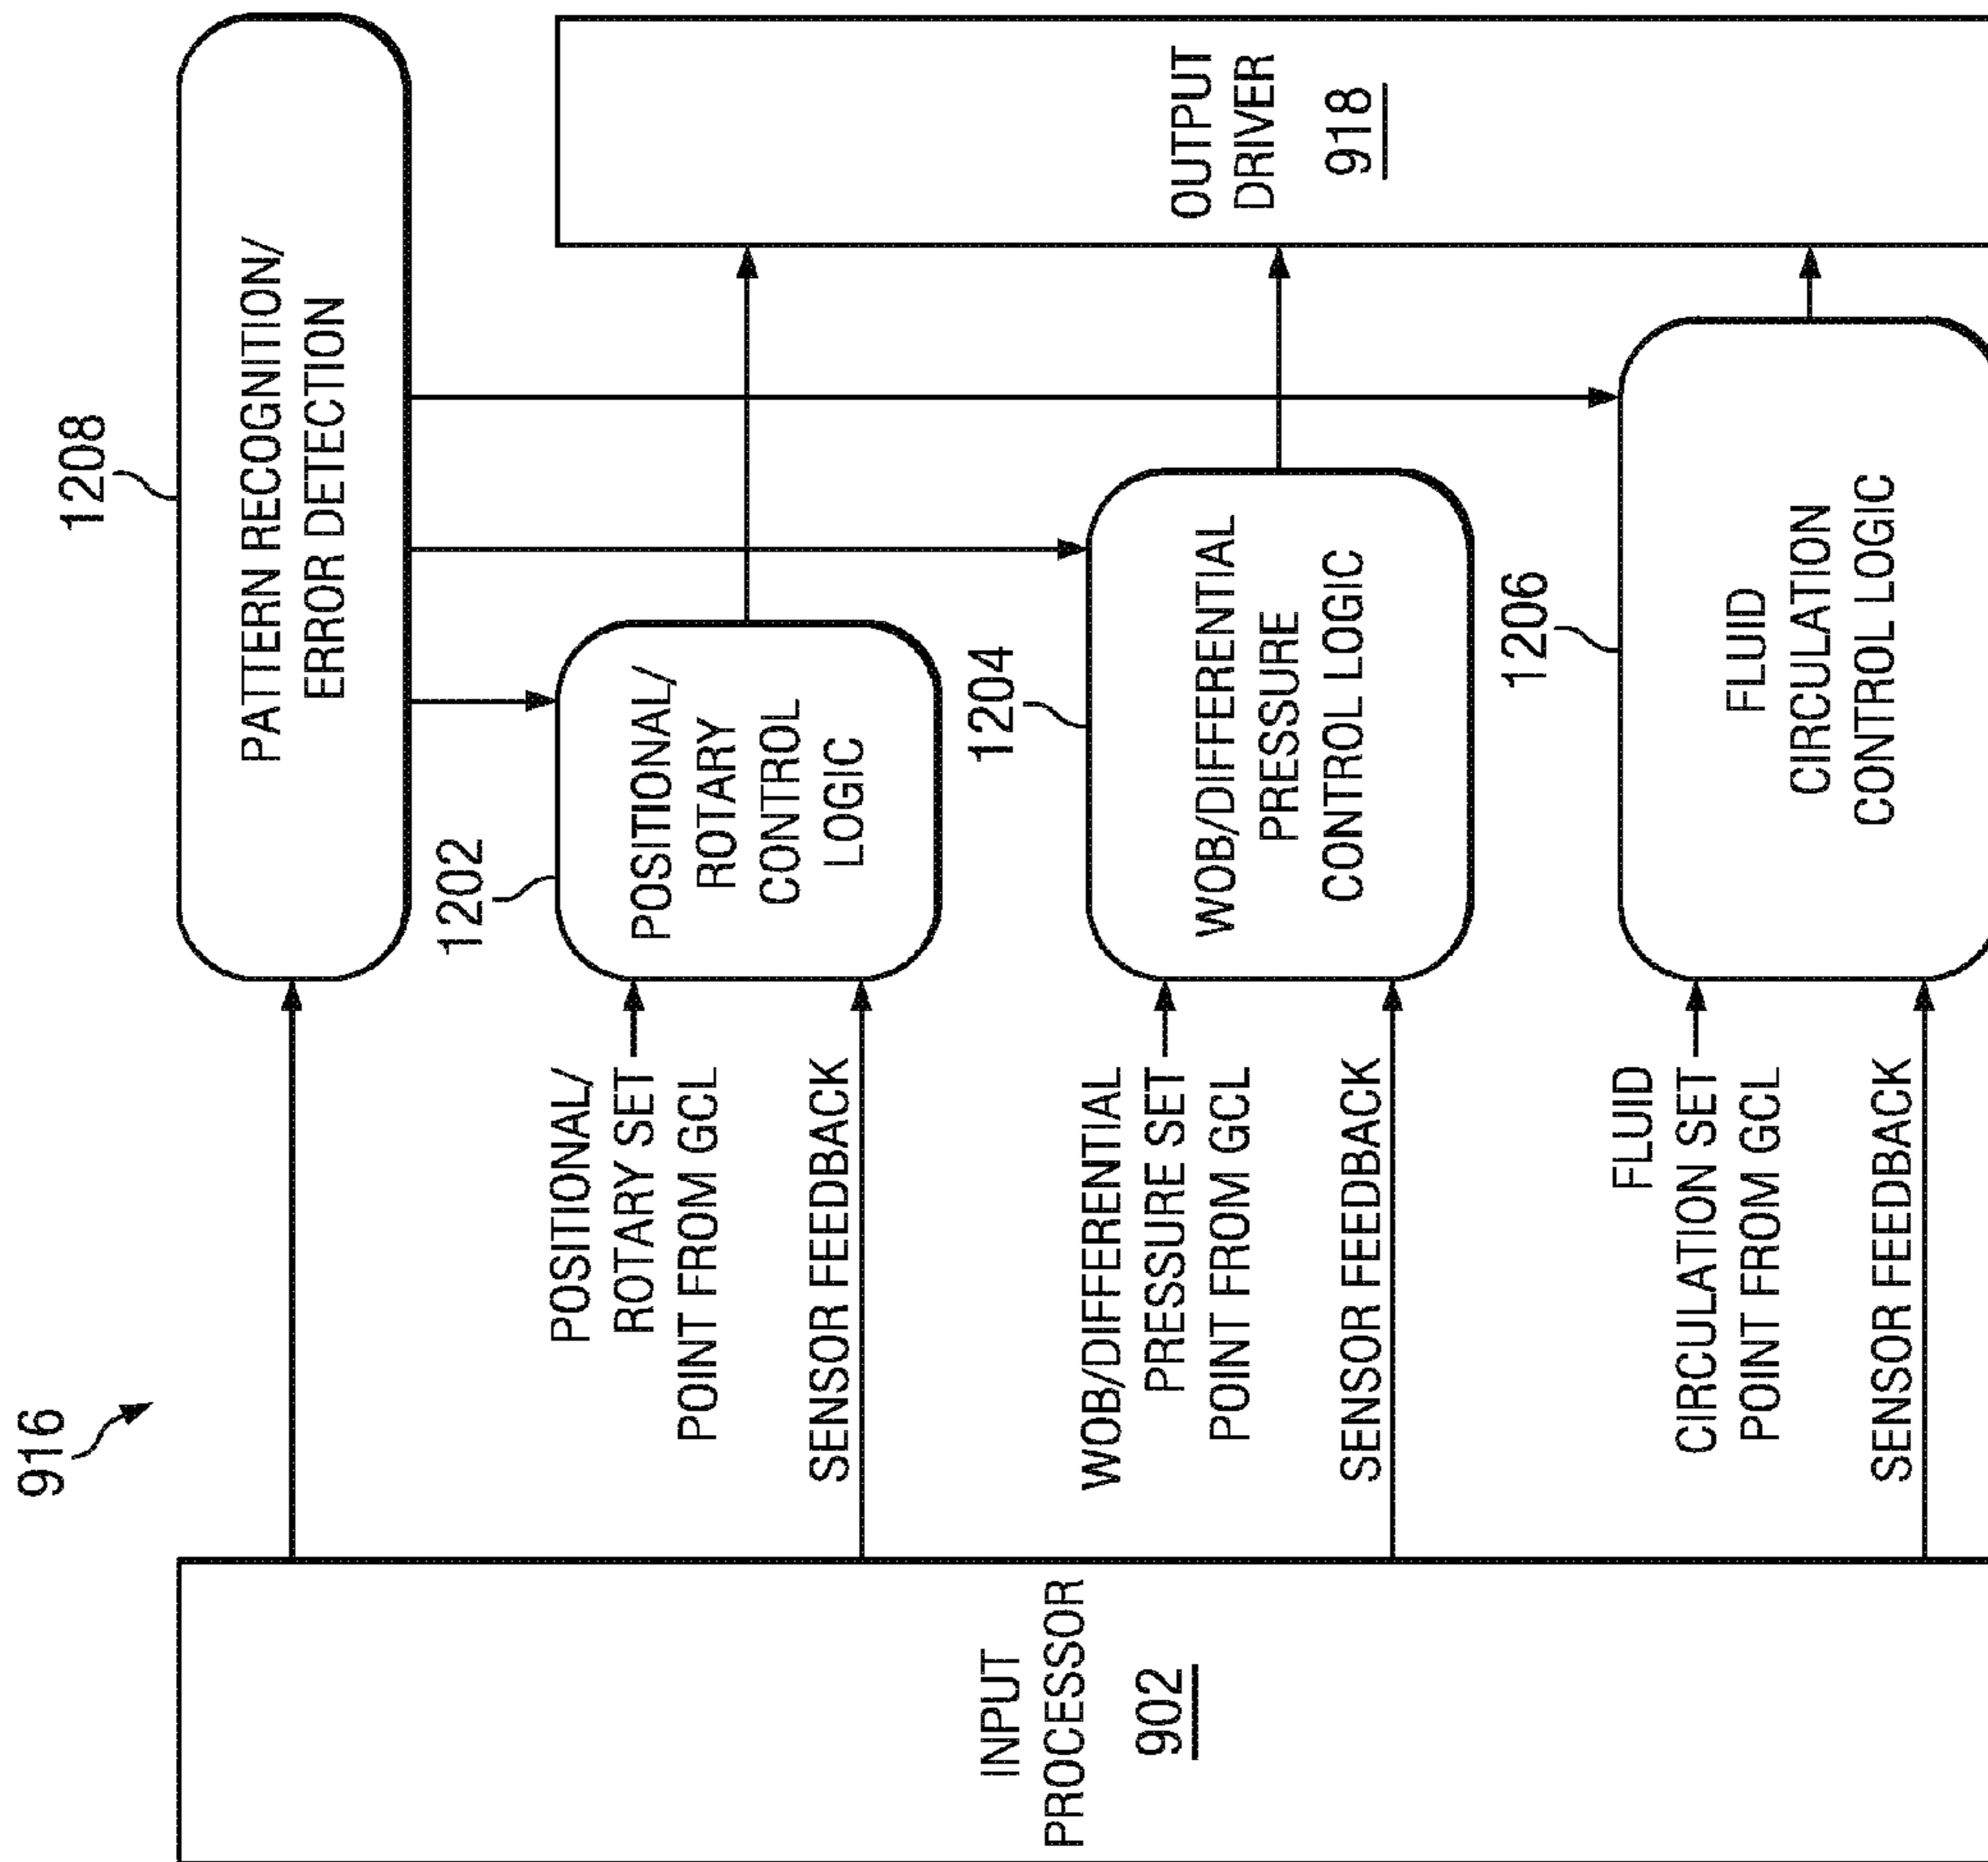 916
1208
PATTERN RECOGNITION/
ERROR DETECTION
1202
POSITIONAL/
ROTARY SET
POINT FROM GCL
SENSOR FEEDBACK
POSITIONAL/
ROTARY
CONTROL
LOGIC
INPUT
PROCESSOR
902
1204
WOB/DIFFERENTIAL
PRESSURE SET
POINT FROM GCL
SENSOR FEEDBACK
WOB/DIFFERENTIAL
PRESSURE
CONTROL LOGIC
OUTPUT
DRIVER
918
1206
FLUID
CIRCULATION SET
POINT FROM GCL
SENSOR FEEDBACK
FLUID
CIRCULATION
CONTROL LOGIC